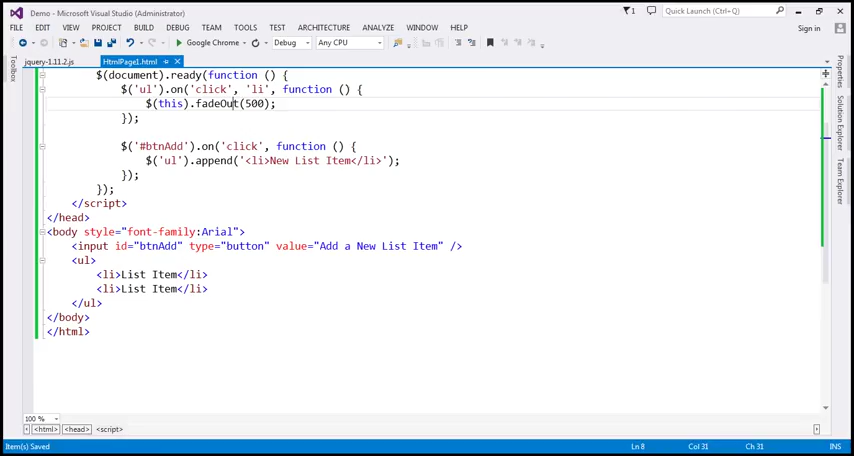 Demo - Microsoft Visual Studio (Administrator)
1
Quick Launch (Ctrl+Q)
FILE EDIT VIEW PROJECT BUILD DEBUG TEAM TOOLS TEST ARCHITECTURE ANALYZE WINDOW HELP
Sign in
Google Chrome Debug Any CPU
jquery-1.11.2.js HtmlPage1.html
Toolbox
Properties
Solution Explorer
Team Explorer
$(document).ready(function () {
$('ul').on('click', 'li', function () {
$(this).fadeOut(500);
});
$('#btnAdd').on('click', function () {
$('ul').append('<li>New List Item</li>');
});
});
</script>
</head>
<body style="font-family:Arial">
<input id="btnAdd" type="button" value="Add a New List Item" />
<ul>
<li>List Item</li>
<li>List Item</li>
</ul>
</body>
</html>
100 %
<html> <head> <script>
Item(s) Saved Ln 8 Col 31 Ch 31 INS